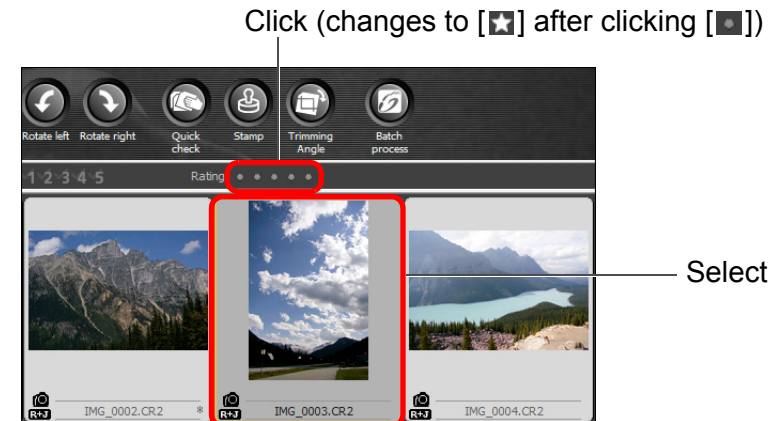 Click (changes to [★] after clicking [●])
Rotate left Rotate right Quick check Stamp Trimming Angle Batch process
1 2 3 4 5 Rating
Select
R+J IMG_0002.CR2 * R+J IMG_0003.CR2 R+J IMG_0004.CR2